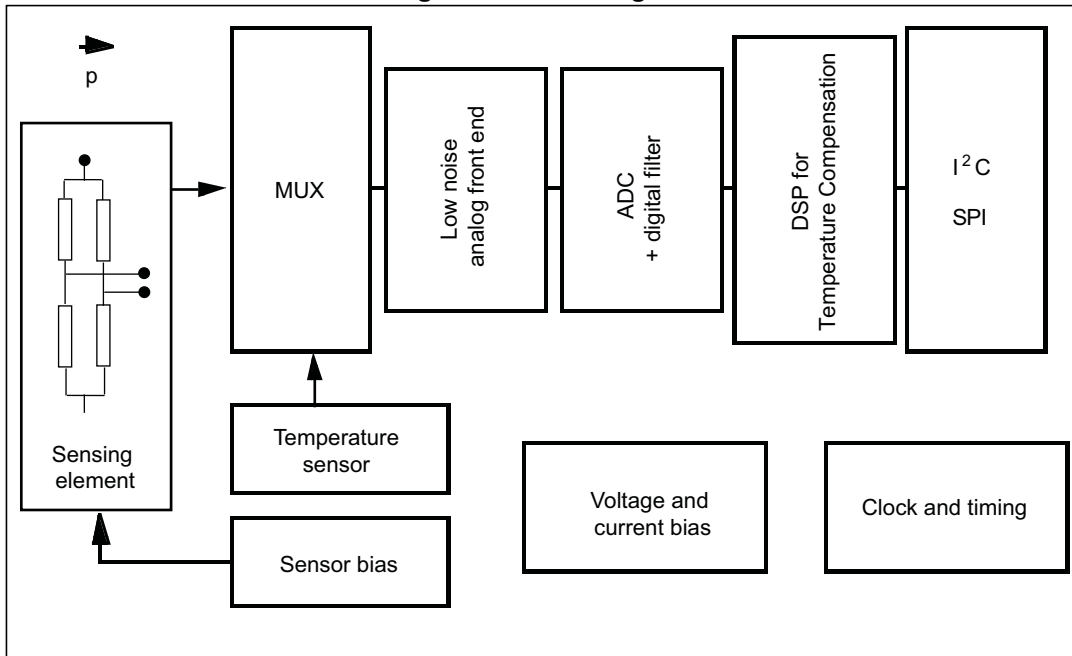 p
Sensing
element
MUX
Low noise
analog front end
ADC
+ digital filter
DSP for
Temperature Compensation
I²C
SPI
Temperature
sensor
Sensor bias
Voltage and
current bias
Clock and timing